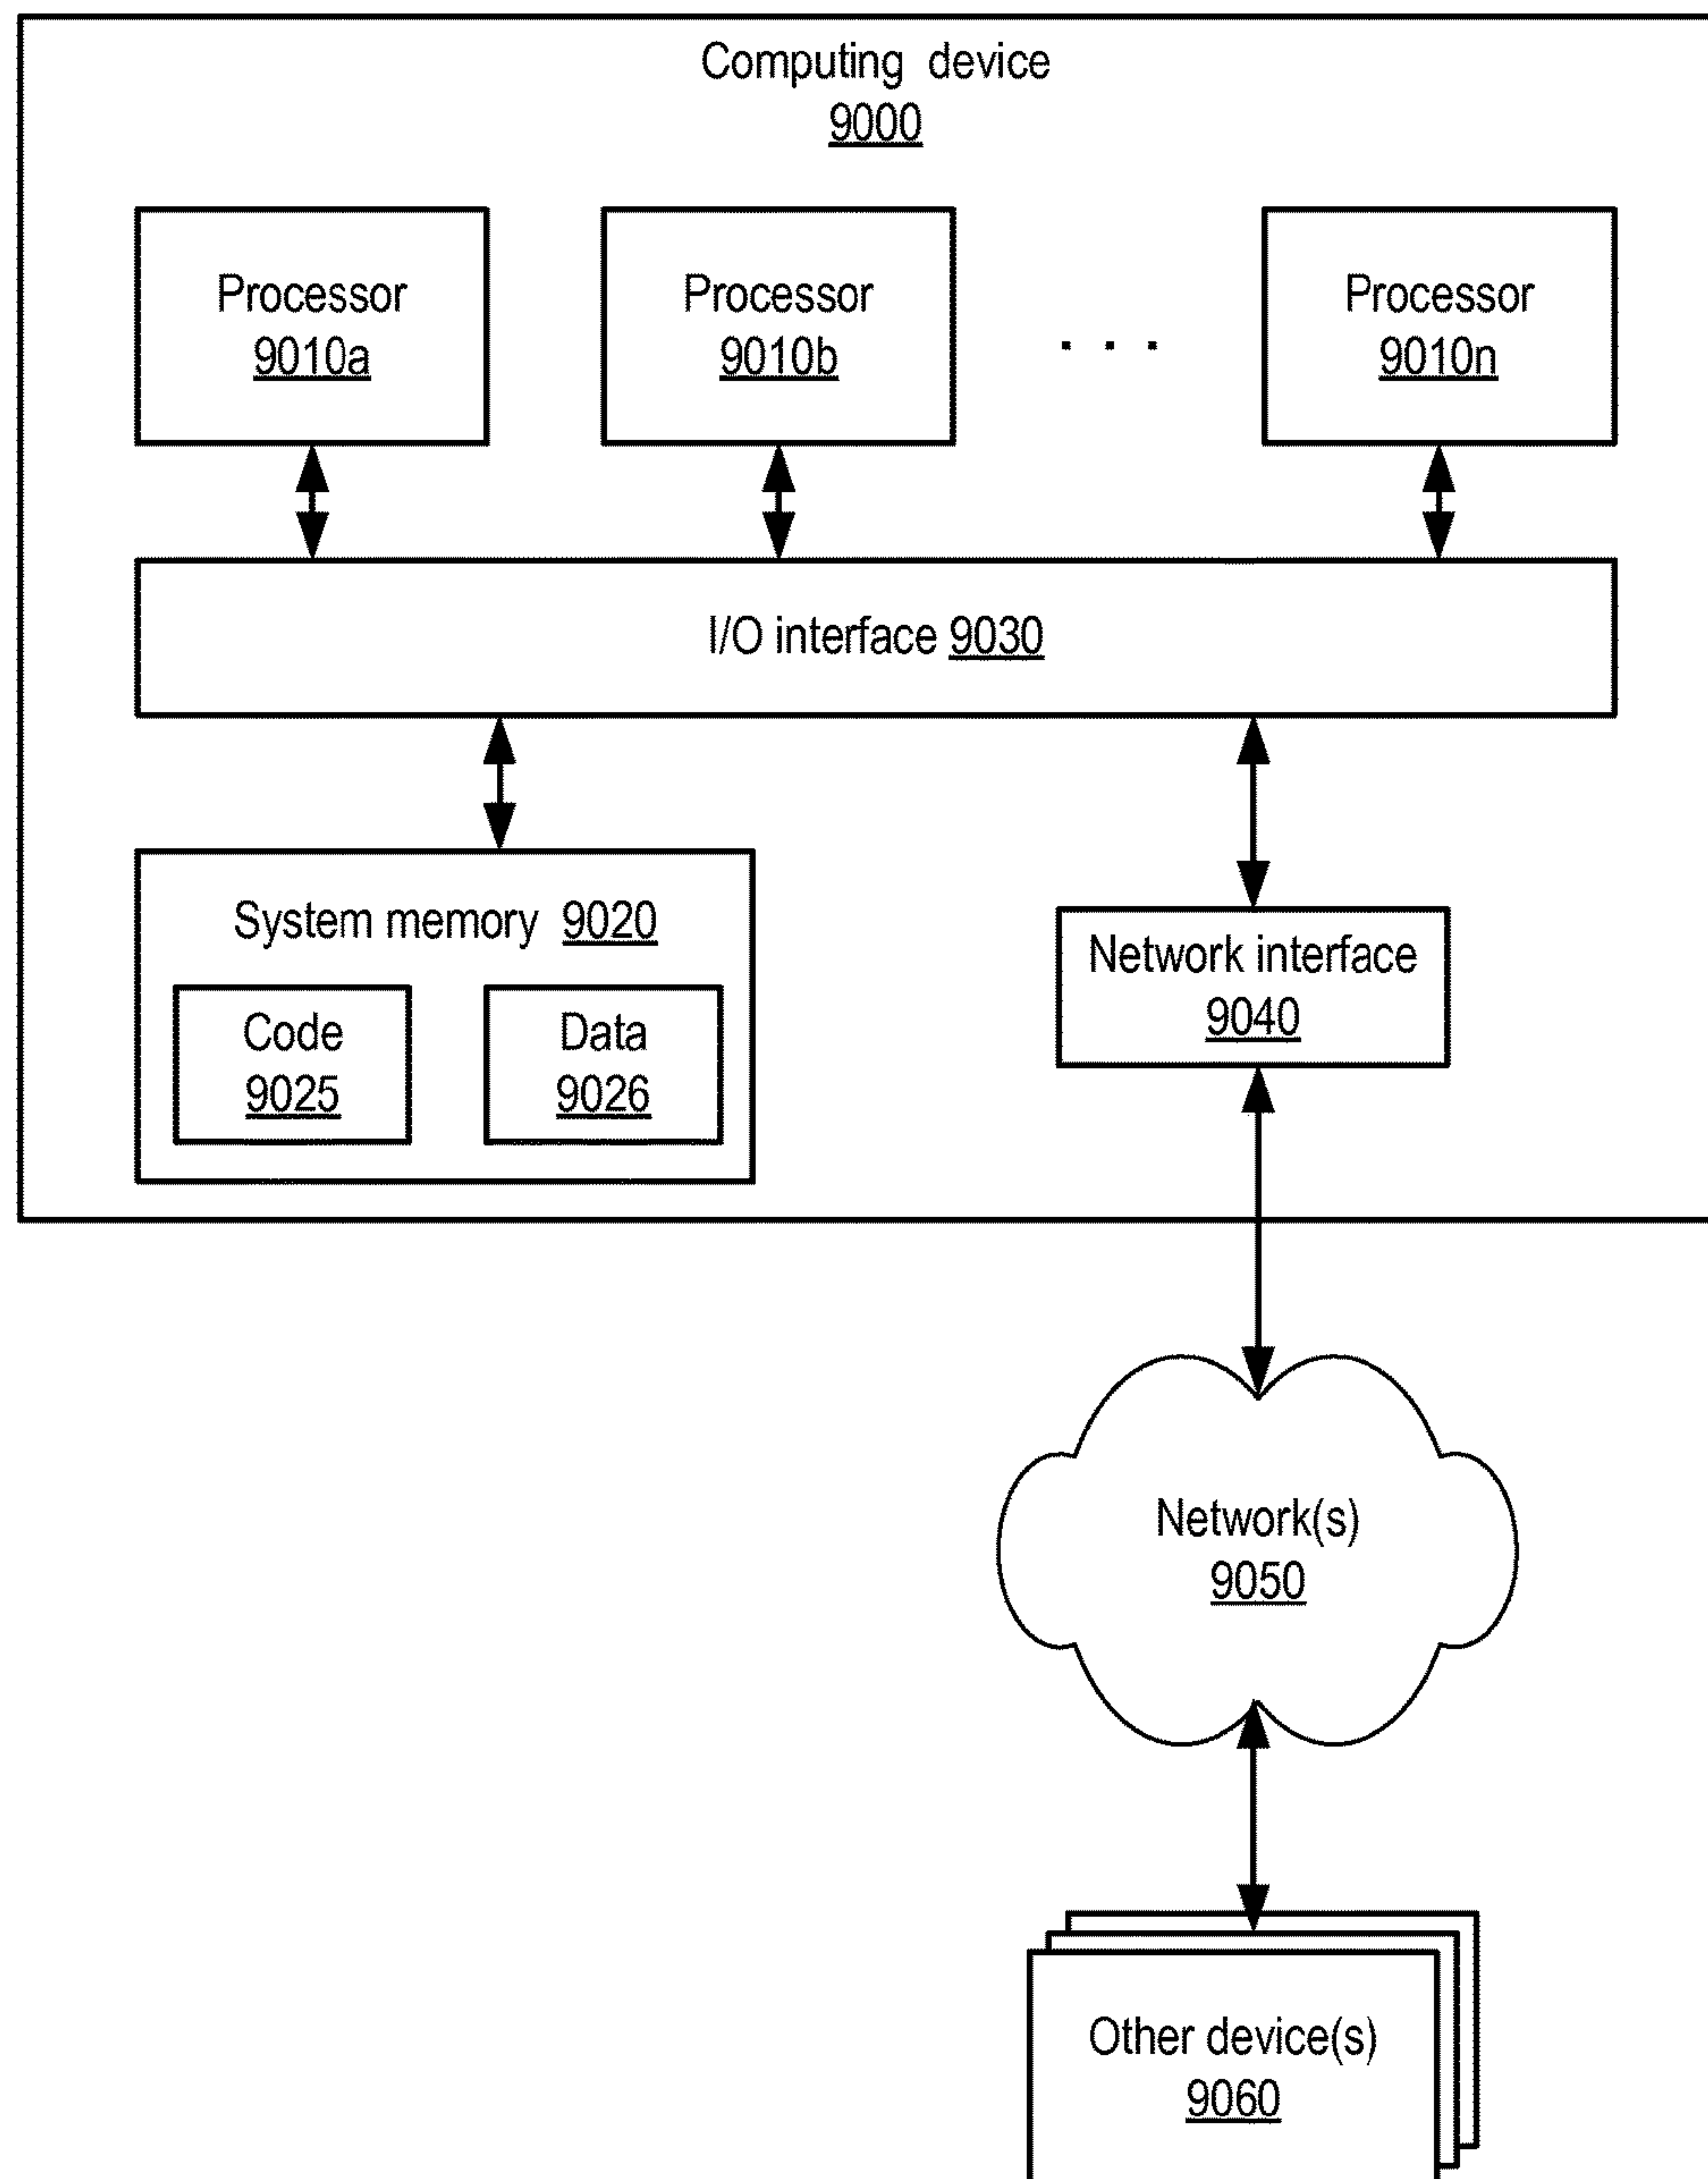 Computing device
9000
Processor
9010a
Processor
9010b
. . .
Processor
9010n
I/O interface 9030
System memory 9020
Code
9025
Data
9026
Network interface
9040
Network(s)
9050
Other device(s)
9060